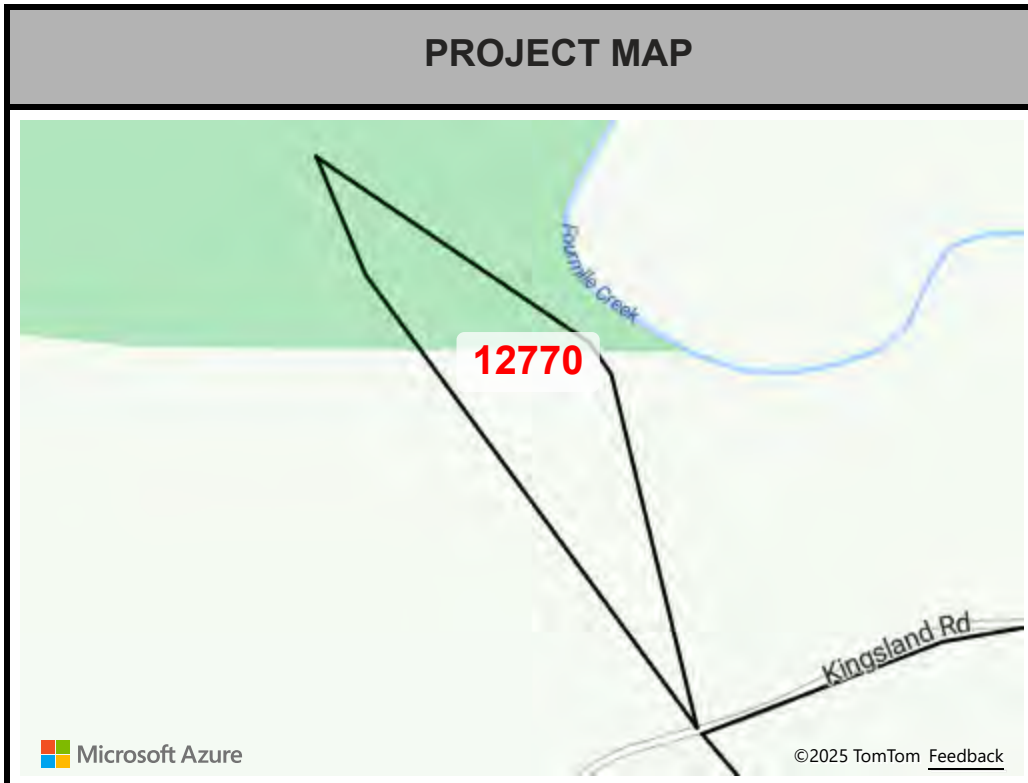 PROJECT MAP
Fourmile Creek
12770
Kingsland Rd
Microsoft Azure
©2025 TomTom Feedback